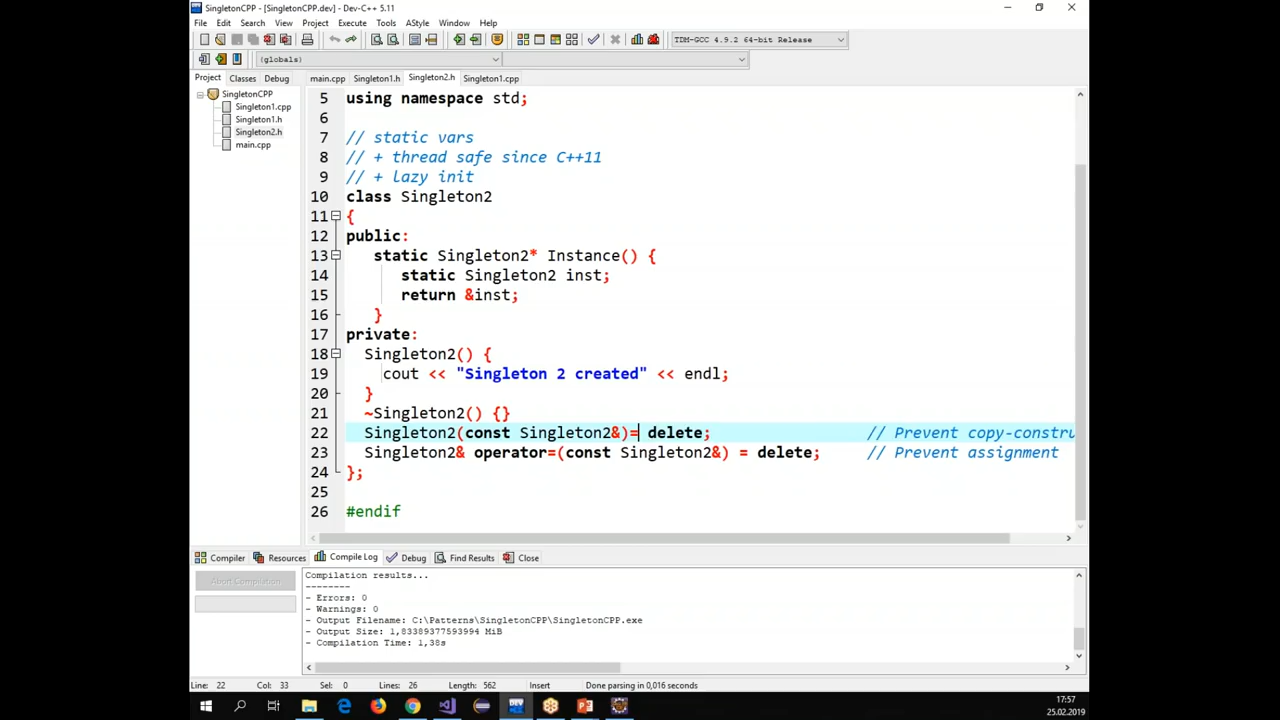 SingletonCPP - [SingletonCPP.dev] - Dev-C++ 5.11
File Edit Search View Project Execute Tools AStyle Window Help
TDM-GCC 4.9.2 64-bit Release
(globals)
Project Classes Debug
main.cpp Singleton1.h Singleton2.h Singleton1.cpp
SingletonCPP
Singleton1.cpp
Singleton1.h
Singleton2.h
main.cpp
5 using namespace std;
6
7 // static vars
8 // + thread safe since C++11
9 // + lazy init
10 class Singleton2
11 {
12 public:
13 static Singleton2* Instance() {
14 static Singleton2 inst;
15 return &inst;
16 }
17 private:
18 Singleton2() {
19 cout << "Singleton 2 created" << endl;
20 }
21 ~Singleton2() {}
22 Singleton2(const Singleton2&)= delete; // Prevent copy-constru
23 Singleton2& operator=(const Singleton2&) = delete; // Prevent assignment
24 };
25
26 #endif
Compiler Resources Compile Log Debug Find Results Close
Abort Compilation
Compilation results...
--------
- Errors: 0
- Warnings: 0
- Output Filename: C:\Patterns\SingletonCPP\SingletonCPP.exe
- Output Size: 1,83389377593994 MiB
- Compilation Time: 1,38s
Line: 22 Col: 33 Sel: 0 Lines: 26 Length: 562 Insert Done parsing in 0,016 seconds
DEV
17:57
25.02.2019